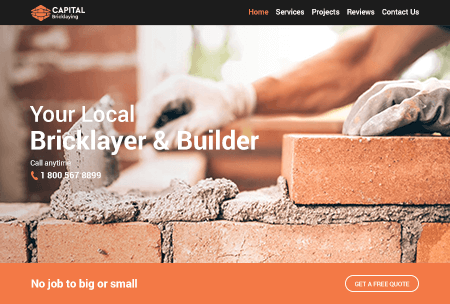 CAPITAL
Bricklaying
Home Services Projects Reviews Contact Us
Your Local
Bricklayer & Builder
Call anytime
1 800 567 8899
No job to big or small
GET A FREE QUOTE